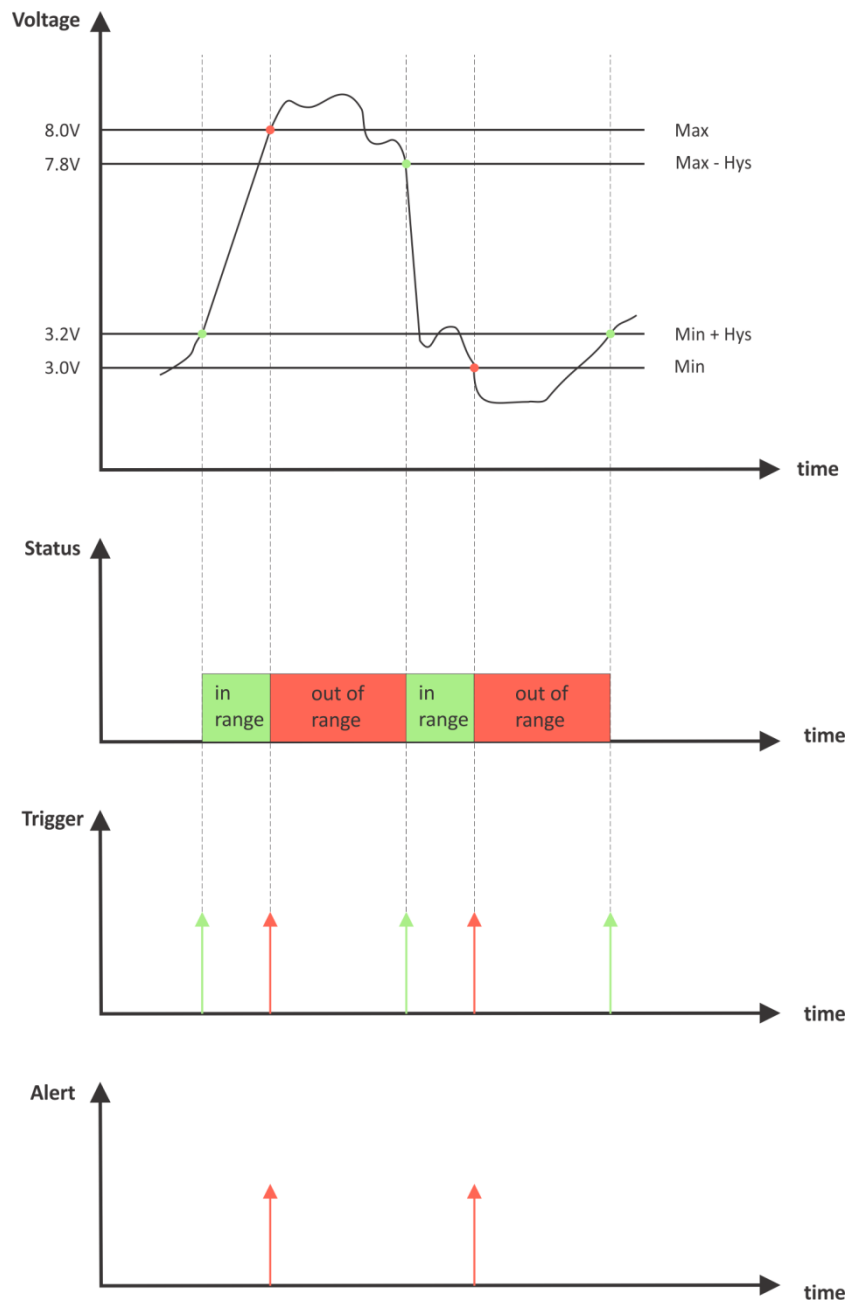 Voltage
8.0V
Max
7.8V
Max - Hys
3.2V
Min + Hys
3.0V
Min
time
Status
in
range
out of
range
in
range
out of
range
time
Trigger
time
Alert
time